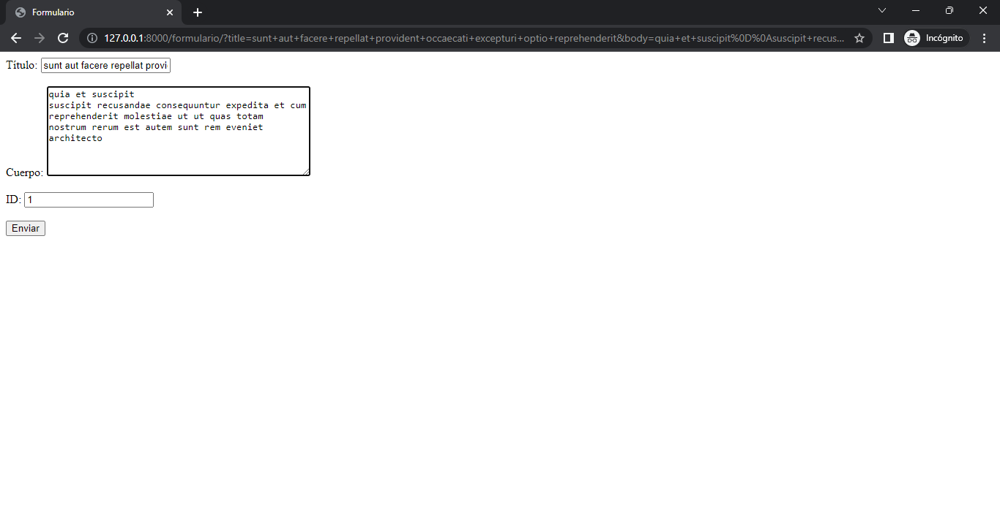 Formulario
127.0.0.1:8000/formulario/?title=sunt+aut+facere+repellat+provident+occaecati+excepturi+optio+reprehenderit&body=quia+et+suscipit%0D%0Asuscipit+recus...
Incógnito
Título: sunt aut facere repellat provi
quia et suscipit
suscipit recusandae consequuntur expedita et cum
reprehenderit molestiae ut ut quas totam
nostrum rerum est autem sunt rem eveniet
architecto
Cuerpo:
ID: 1
Enviar